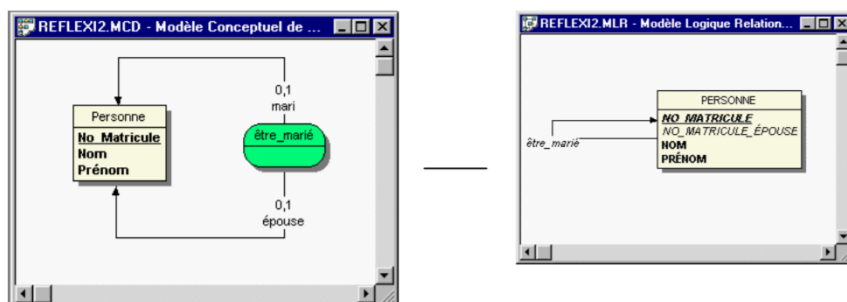 REFLEXI2.MCD - Modèle Conceptuel de ...
0,1
mari
Personne
No_Matricule
Nom
Prénom
être_marié
0,1
épouse
REFLEXI2.MLR - Modèle Logique Relation...
PERSONNE
NO_MATRICULE
NO_MATRICULE_ÉPOUSE
NOM
PRÉNOM
être_marié